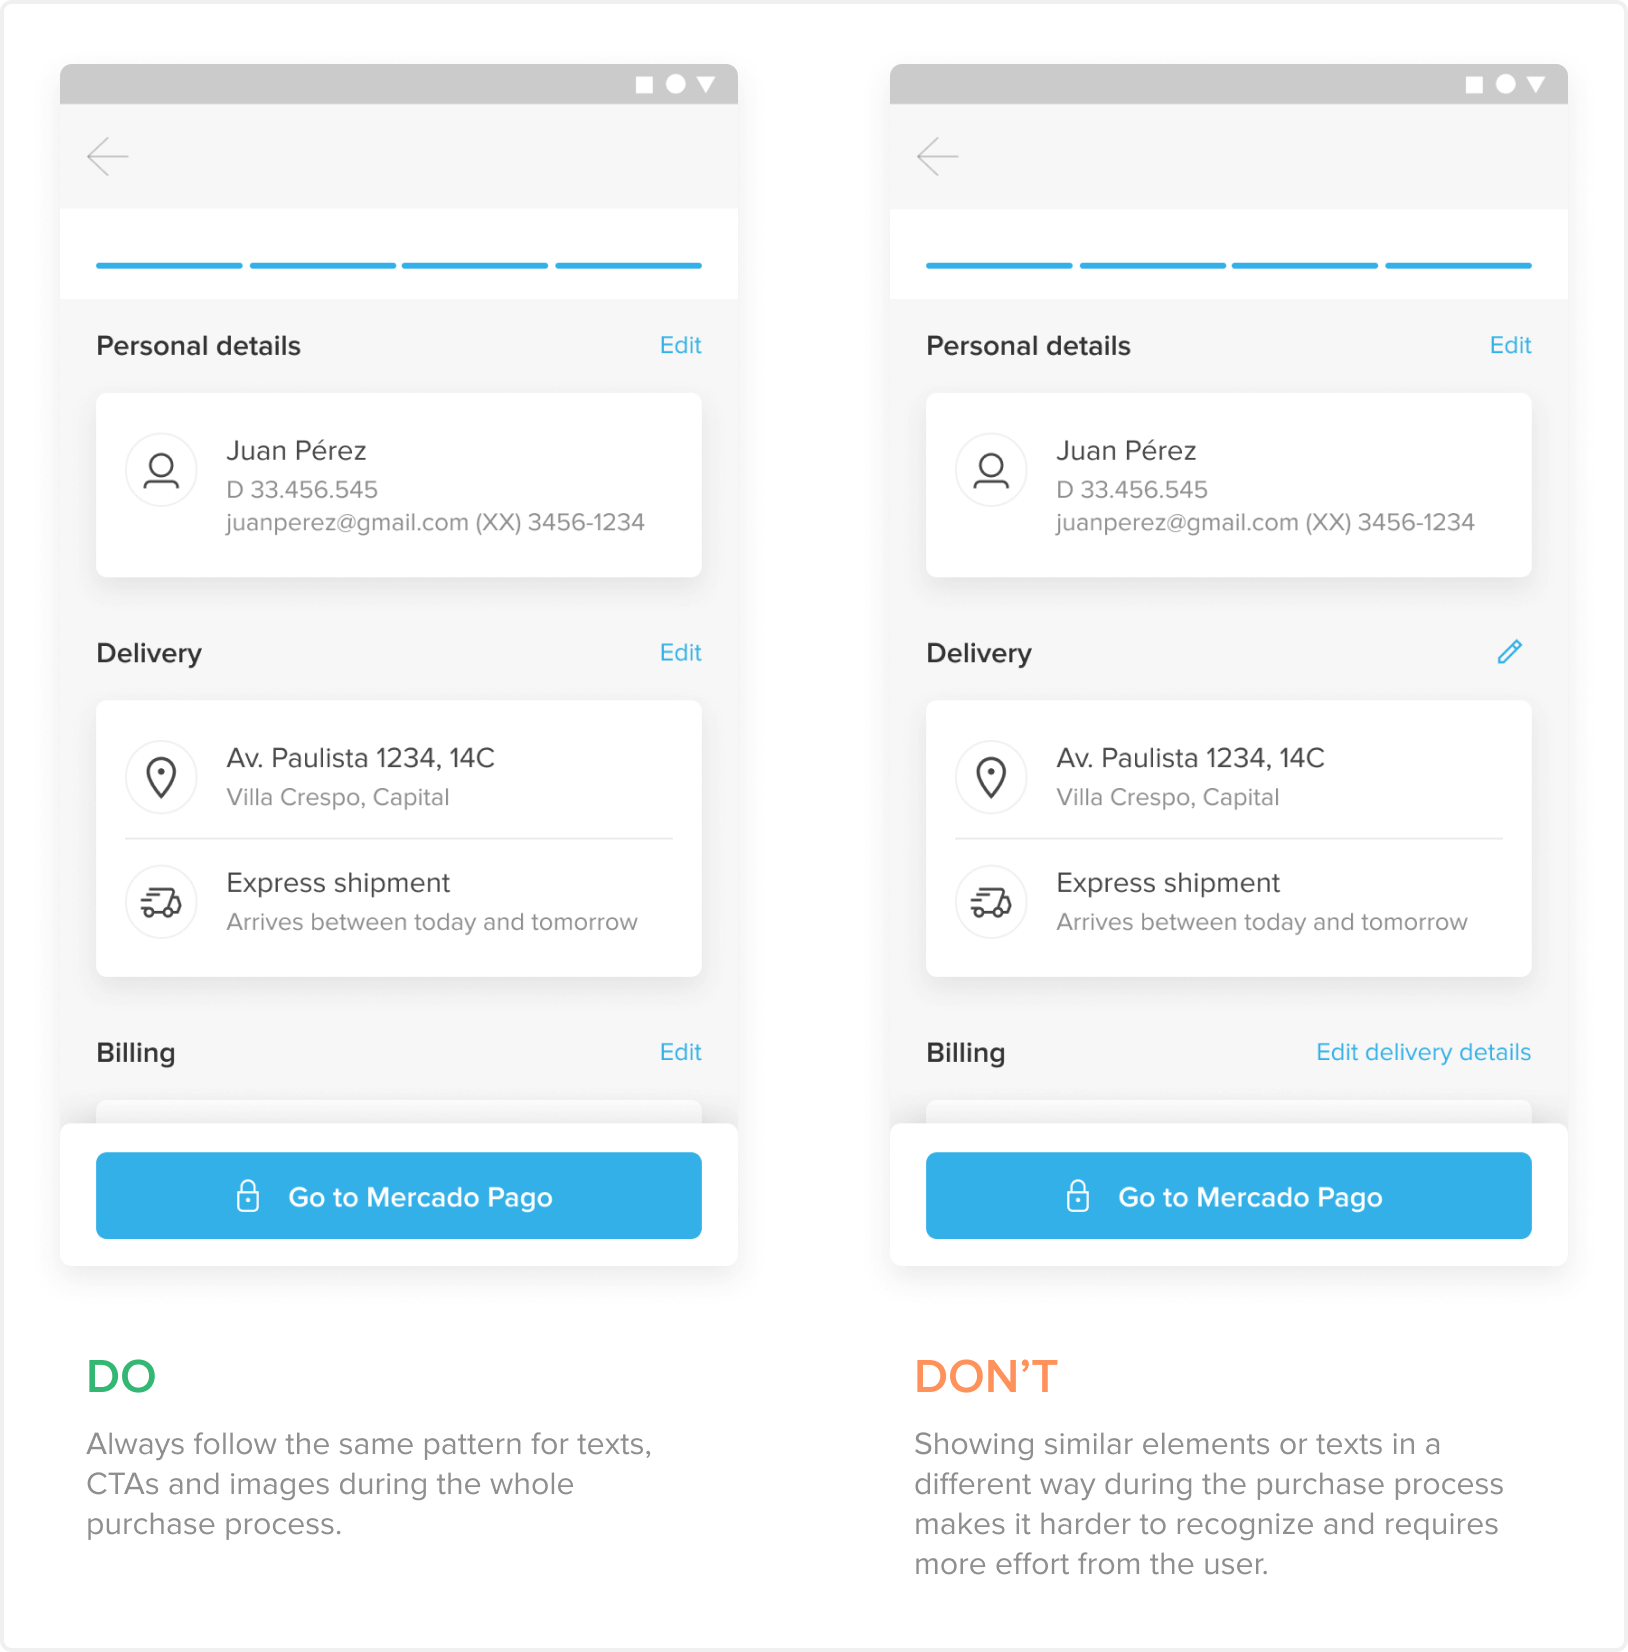 Personal details Edit
Juan Pérez
D 33.456.545
juanperez@gmail.com (XX) 3456-1234
Delivery Edit
Av. Paulista 1234, 14C
Villa Crespo, Capital
Express shipment
Arrives between today and tomorrow
Billing Edit
Go to Mercado Pago
DO
Always follow the same pattern for texts,
CTAs and images during the whole
purchase process.
Personal details Edit
Juan Pérez
D 33.456.545
juanperez@gmail.com (XX) 3456-1234
Delivery
Av. Paulista 1234, 14C
Villa Crespo, Capital
Express shipment
Arrives between today and tomorrow
Billing Edit delivery details
Go to Mercado Pago
DON’T
Showing similar elements or texts in a
different way during the purchase process
makes it harder to recognize and requires
more effort from the user.